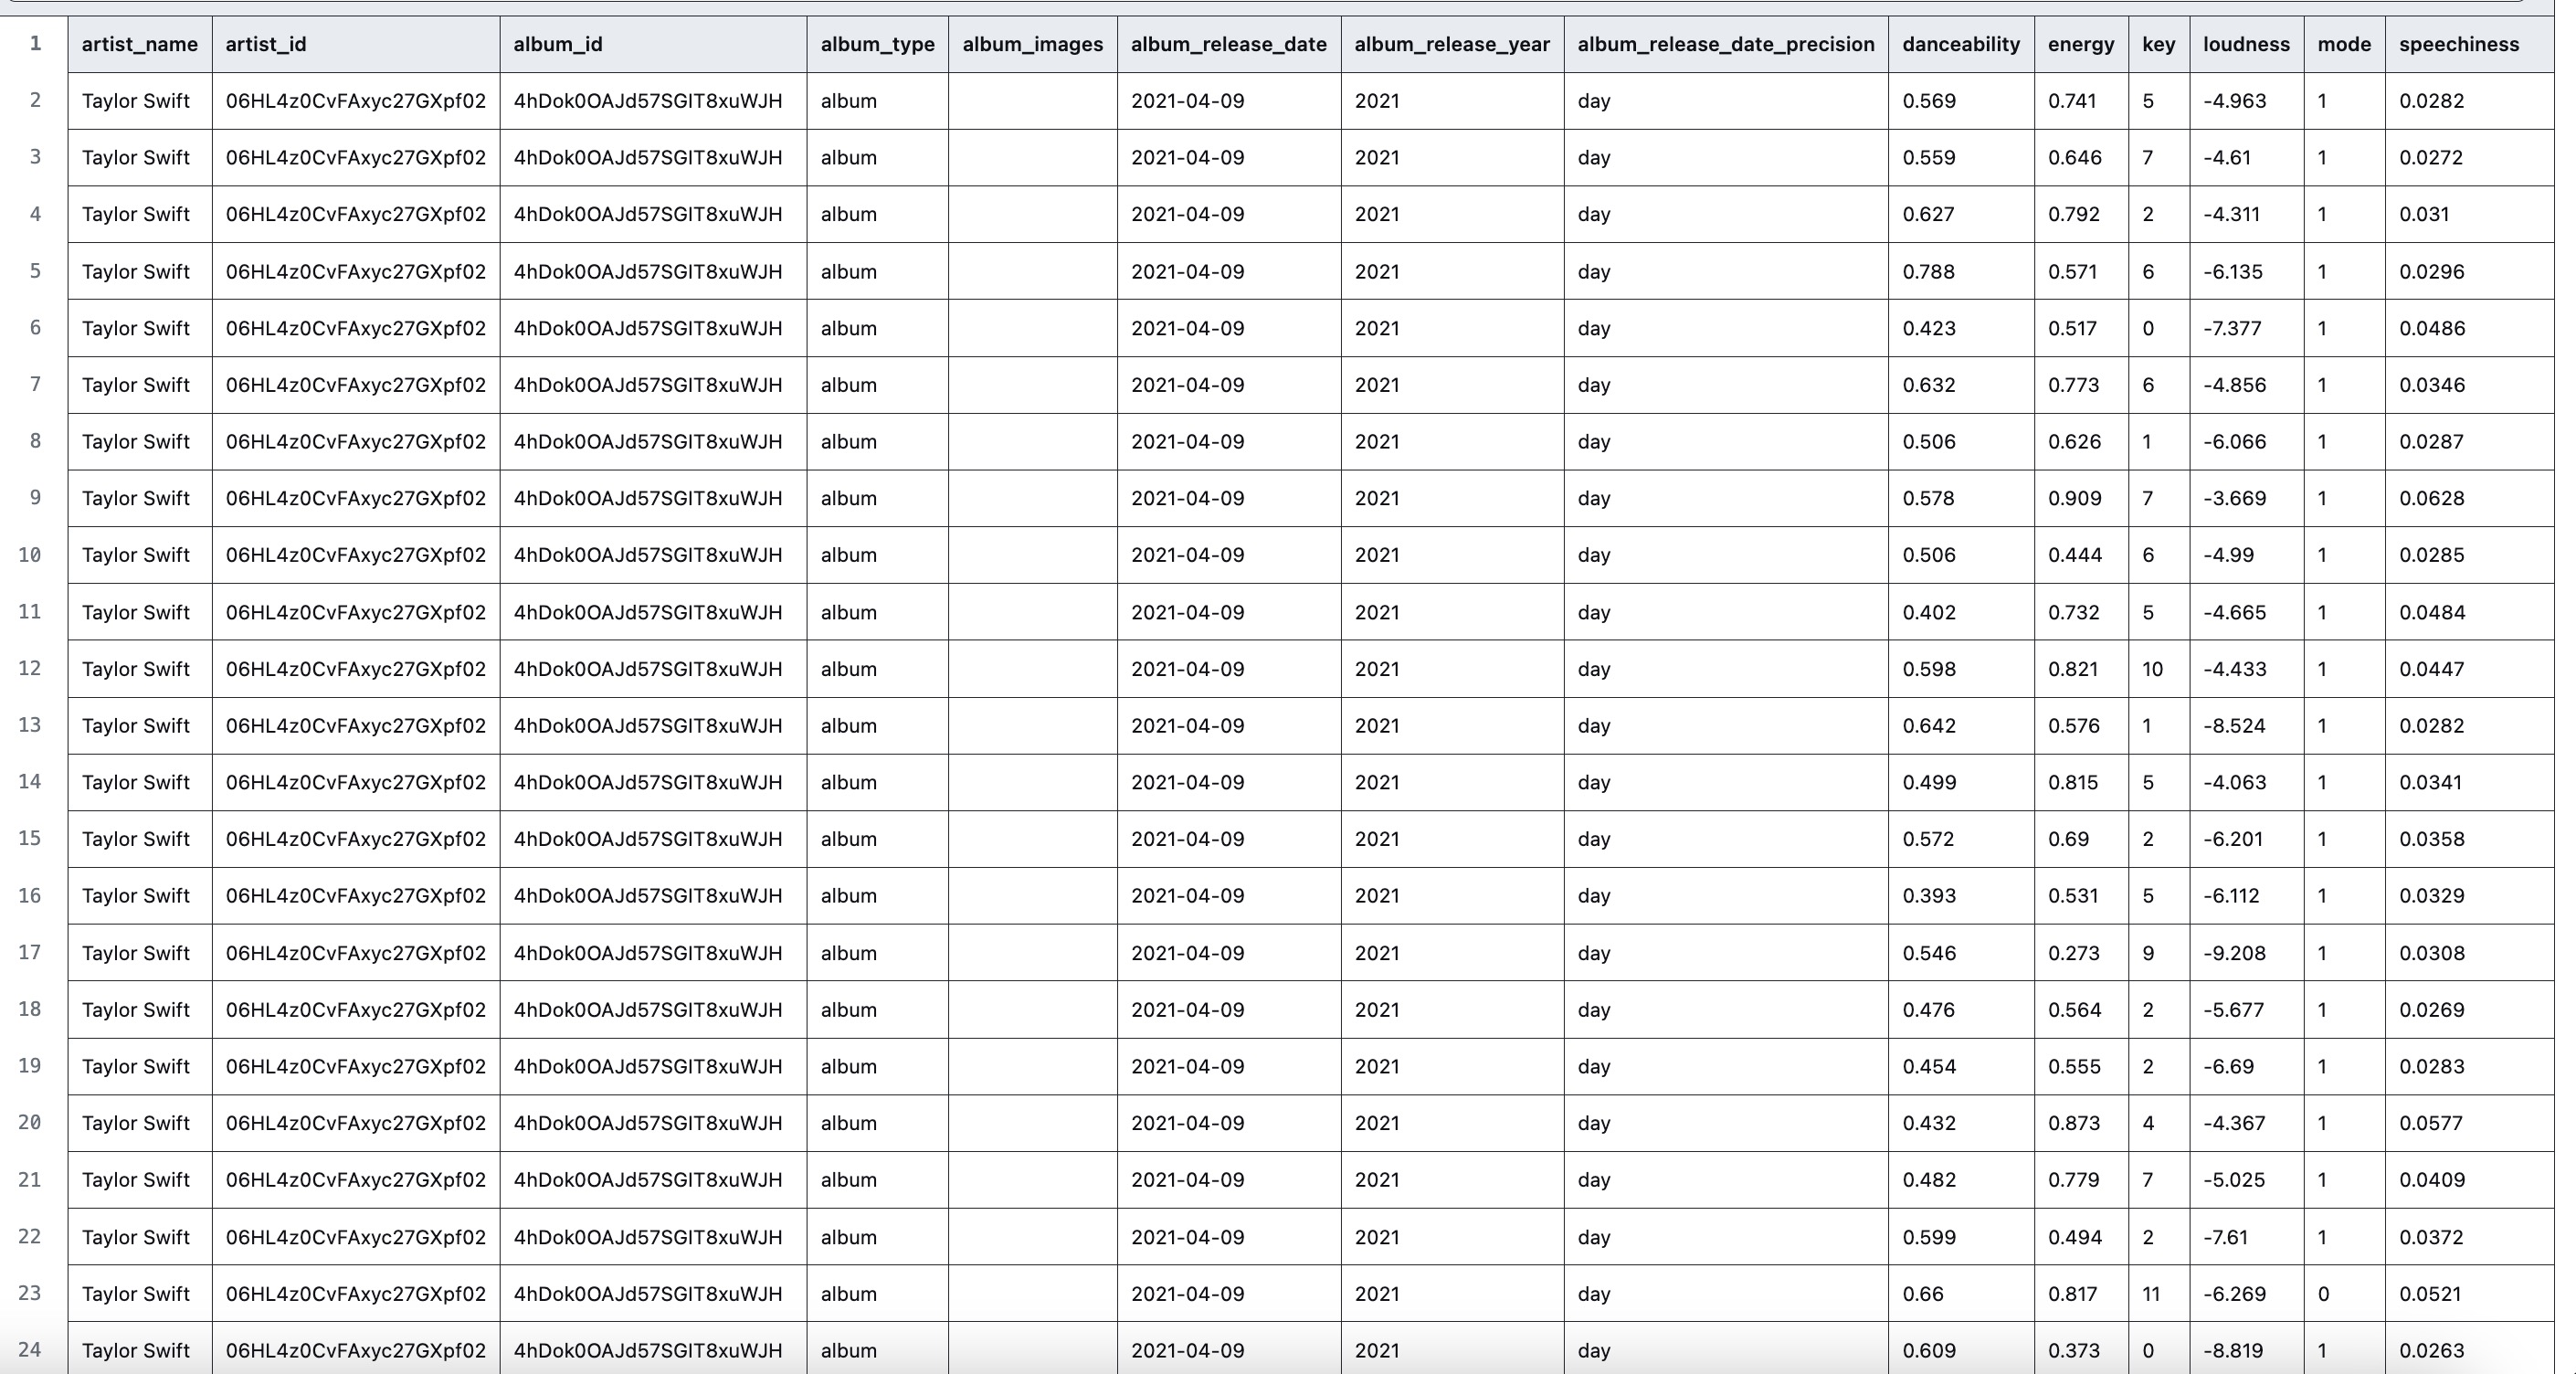 1 artist_name artist_id album_id album_type album_images album_release_date album_release_year album_release_date_precision danceability energy key loudness mode speechiness
2 Taylor Swift 06HL4z0CvFAxyc27GXpf02 4hDok0OAJd57SGIT8xuWJH album 2021-04-09 2021 day 0.569 0.741 5 -4.963 1 0.0282
3 Taylor Swift 06HL4z0CvFAxyc27GXpf02 4hDok0OAJd57SGIT8xuWJH album 2021-04-09 2021 day 0.559 0.646 7 -4.61 1 0.0272
4 Taylor Swift 06HL4z0CvFAxyc27GXpf02 4hDok0OAJd57SGIT8xuWJH album 2021-04-09 2021 day 0.627 0.792 2 -4.311 1 0.031
5 Taylor Swift 06HL4z0CvFAxyc27GXpf02 4hDok0OAJd57SGIT8xuWJH album 2021-04-09 2021 day 0.788 0.571 6 -6.135 1 0.0296
6 Taylor Swift 06HL4z0CvFAxyc27GXpf02 4hDok0OAJd57SGIT8xuWJH album 2021-04-09 2021 day 0.423 0.517 0 -7.377 1 0.0486
7 Taylor Swift 06HL4z0CvFAxyc27GXpf02 4hDok0OAJd57SGIT8xuWJH album 2021-04-09 2021 day 0.632 0.773 6 -4.856 1 0.0346
8 Taylor Swift 06HL4z0CvFAxyc27GXpf02 4hDok0OAJd57SGIT8xuWJH album 2021-04-09 2021 day 0.506 0.626 1 -6.066 1 0.0287
9 Taylor Swift 06HL4z0CvFAxyc27GXpf02 4hDok0OAJd57SGIT8xuWJH album 2021-04-09 2021 day 0.578 0.909 7 -3.669 1 0.0628
10 Taylor Swift 06HL4z0CvFAxyc27GXpf02 4hDok0OAJd57SGIT8xuWJH album 2021-04-09 2021 day 0.506 0.444 6 -4.99 1 0.0285
11 Taylor Swift 06HL4z0CvFAxyc27GXpf02 4hDok0OAJd57SGIT8xuWJH album 2021-04-09 2021 day 0.402 0.732 5 -4.665 1 0.0484
12 Taylor Swift 06HL4z0CvFAxyc27GXpf02 4hDok0OAJd57SGIT8xuWJH album 2021-04-09 2021 day 0.598 0.821 10 -4.433 1 0.0447
13 Taylor Swift 06HL4z0CvFAxyc27GXpf02 4hDok0OAJd57SGIT8xuWJH album 2021-04-09 2021 day 0.642 0.576 1 -8.524 1 0.0282
14 Taylor Swift 06HL4z0CvFAxyc27GXpf02 4hDok0OAJd57SGIT8xuWJH album 2021-04-09 2021 day 0.499 0.815 5 -4.063 1 0.0341
15 Taylor Swift 06HL4z0CvFAxyc27GXpf02 4hDok0OAJd57SGIT8xuWJH album 2021-04-09 2021 day 0.572 0.69 2 -6.201 1 0.0358
16 Taylor Swift 06HL4z0CvFAxyc27GXpf02 4hDok0OAJd57SGIT8xuWJH album 2021-04-09 2021 day 0.393 0.531 5 -6.112 1 0.0329
17 Taylor Swift 06HL4z0CvFAxyc27GXpf02 4hDok0OAJd57SGIT8xuWJH album 2021-04-09 2021 day 0.546 0.273 9 -9.208 1 0.0308
18 Taylor Swift 06HL4z0CvFAxyc27GXpf02 4hDok0OAJd57SGIT8xuWJH album 2021-04-09 2021 day 0.476 0.564 2 -5.677 1 0.0269
19 Taylor Swift 06HL4z0CvFAxyc27GXpf02 4hDok0OAJd57SGIT8xuWJH album 2021-04-09 2021 day 0.454 0.555 2 -6.69 1 0.0283
20 Taylor Swift 06HL4z0CvFAxyc27GXpf02 4hDok0OAJd57SGIT8xuWJH album 2021-04-09 2021 day 0.432 0.873 4 -4.367 1 0.0577
21 Taylor Swift 06HL4z0CvFAxyc27GXpf02 4hDok0OAJd57SGIT8xuWJH album 2021-04-09 2021 day 0.482 0.779 7 -5.025 1 0.0409
22 Taylor Swift 06HL4z0CvFAxyc27GXpf02 4hDok0OAJd57SGIT8xuWJH album 2021-04-09 2021 day 0.599 0.494 2 -7.61 1 0.0372
23 Taylor Swift 06HL4z0CvFAxyc27GXpf02 4hDok0OAJd57SGIT8xuWJH album 2021-04-09 2021 day 0.66 0.817 11 -6.269 0 0.0521
24 Taylor Swift 06HL4z0CvFAxyc27GXpf02 4hDok0OAJd57SGIT8xuWJH album 2021-04-09 2021 day 0.609 0.373 0 -8.819 1 0.0263